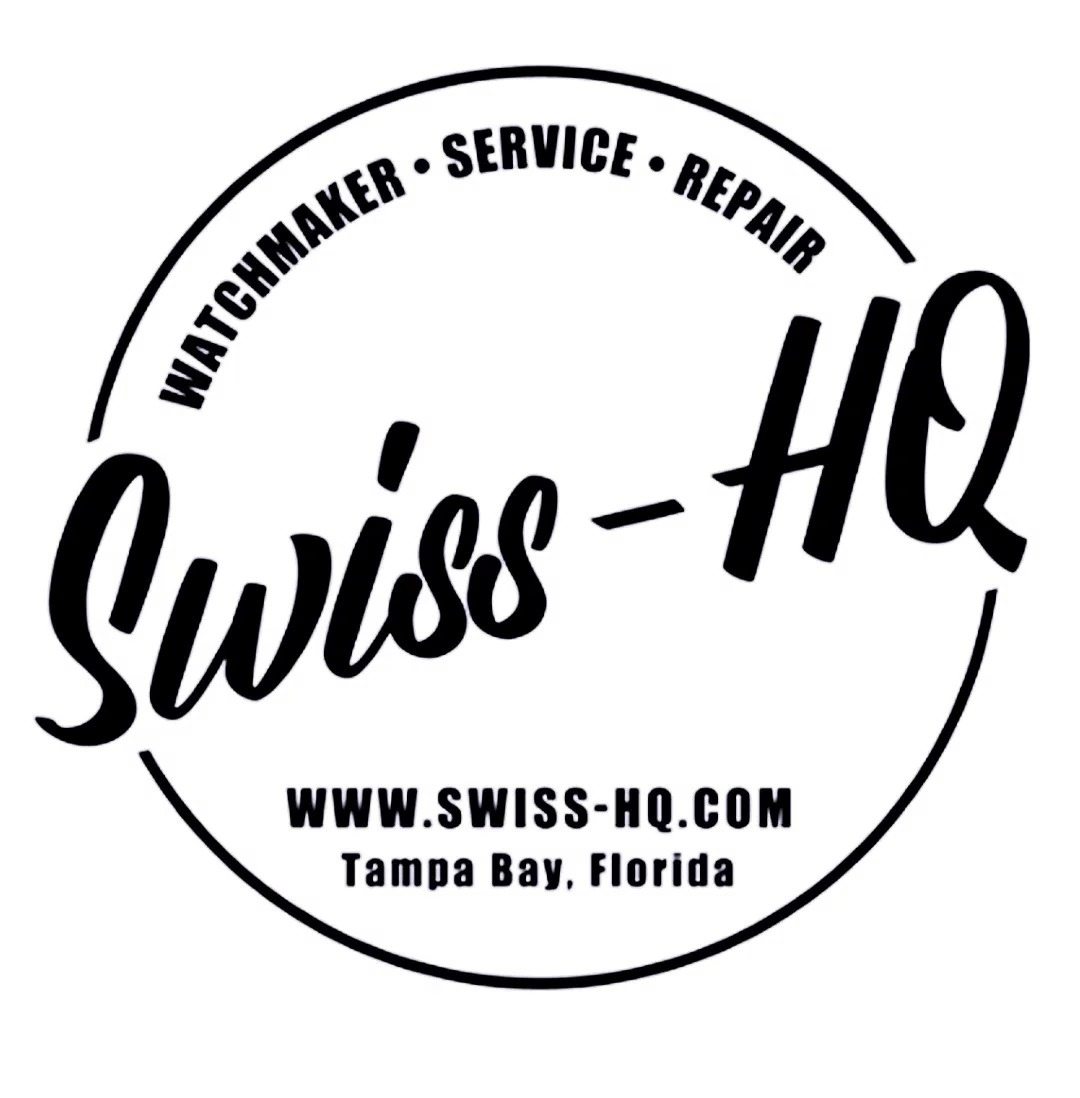 WATCHMAKER • SERVICE • REPAIR
Swiss-HQ
WWW.SWISS-HQ.COM
Tampa Bay, Florida